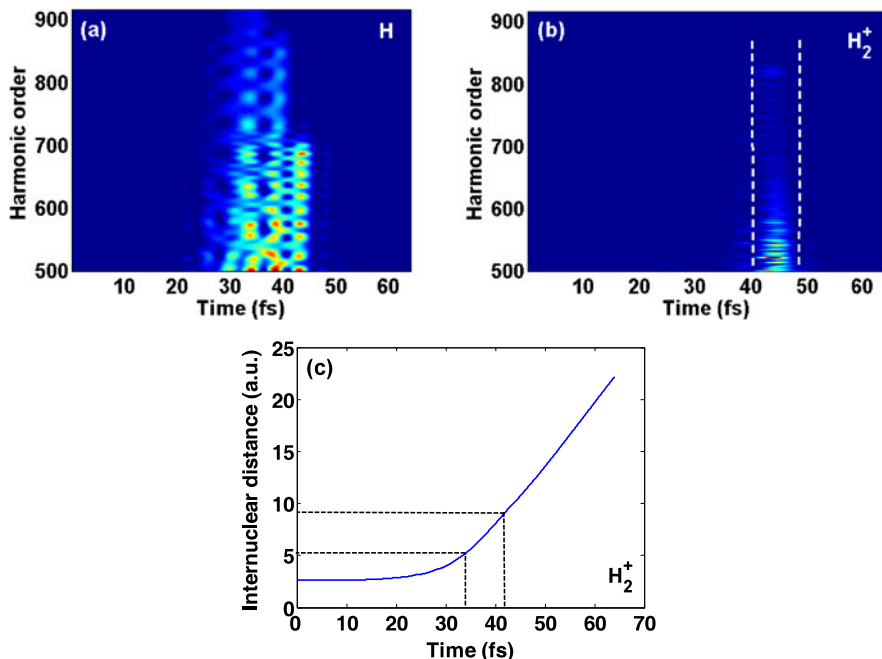 (a)
H
Harmonic order
900
800
700
600
500
10 20 30 40 50 60
Time (fs)
(b)
H₂⁺
Harmonic order
900
800
700
600
500
10 20 30 40 50 60
Time (fs)
(c)
Internuclear distance (a.u.)
25
20
15
10
5
0
H₂⁺
0 10 20 30 40 50 60 70
Time (fs)